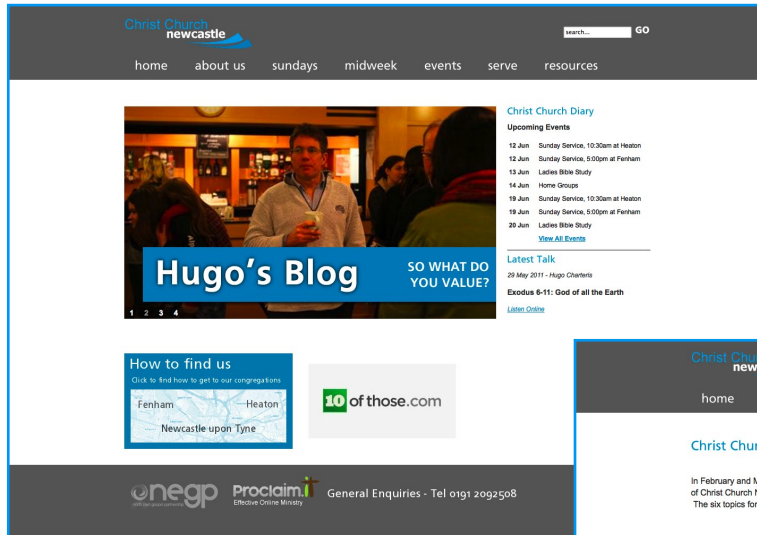 Christ Church
newcastle
search... GO
home about us sundays midweek events serve resources
Hugo's Blog
SO WHAT DO
YOU VALUE?
1 2 3 4
Christ Church Diary
Upcoming Events
12 Jun Sunday Service, 10:30am at Heaton
12 Jun Sunday Service, 5:00pm at Fenham
13 Jun Ladies Bible Study
14 Jun Home Groups
19 Jun Sunday Service, 10:30am at Heaton
19 Jun Sunday Service, 5:00pm at Fenham
20 Jun Ladies Bible Study
View All Events
Latest Talk
29 May 2011 - Hugo Charteris
Exodus 6-11: God of all the Earth
Listen Online
How to find us
Click to find how to get to our congregations
Fenham
Heaton
Newcastle upon Tyne
10 of those.com
negp
Proclaim.it
Effective Online Ministry
General Enquiries - Tel 0191 2092508
Christ Chu
new
home
Christ Chu
In February and M
of Christ Church N
The six topics for